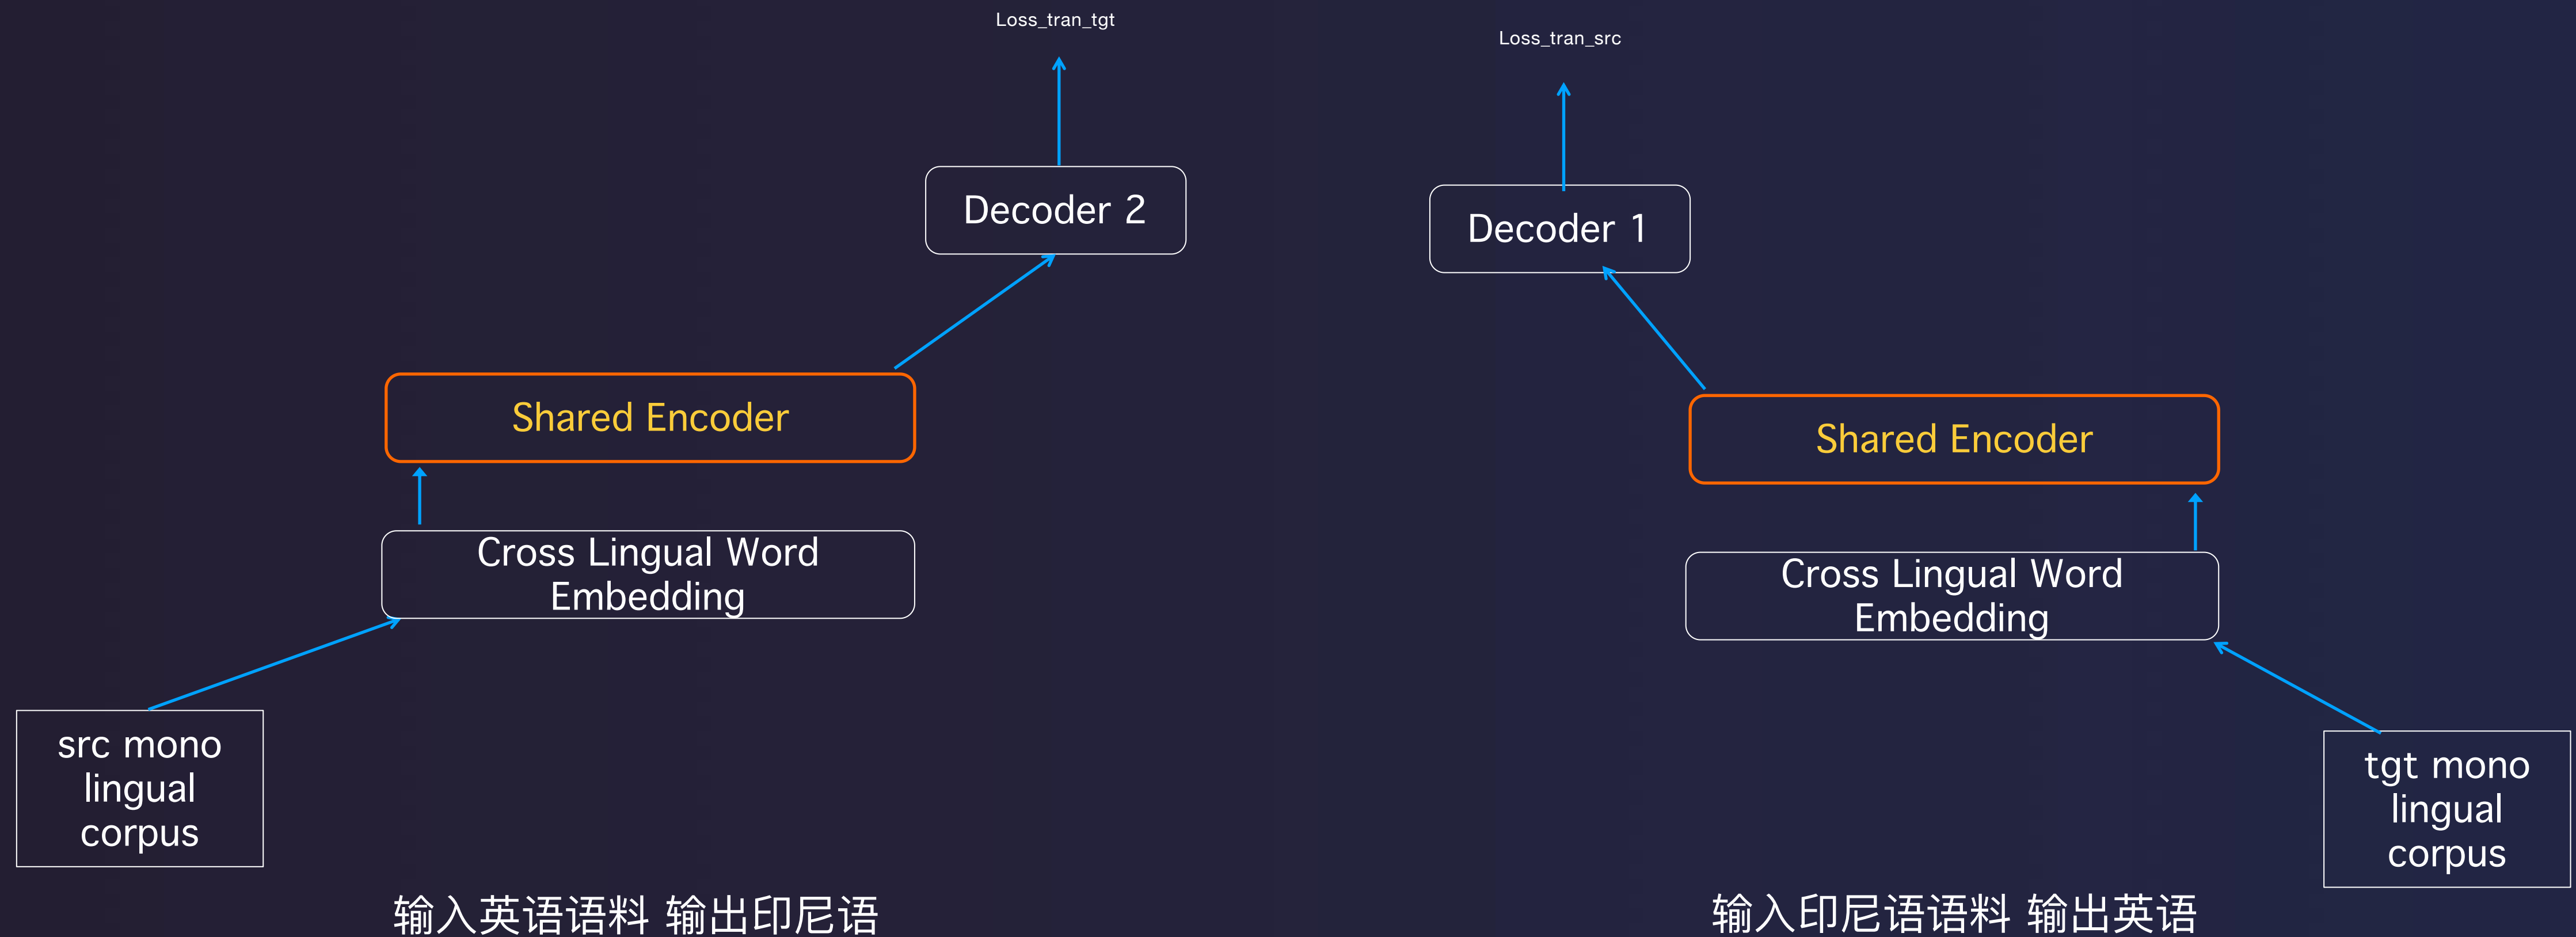 Loss_tran_tgt
Decoder 2
Shared Encoder
Cross Lingual Word
Embedding
src mono
lingual
corpus
输入英语语料 输出印尼语
Loss_tran_src
Decoder 1
Shared Encoder
Cross Lingual Word
Embedding
tgt mono
lingual
corpus
输入印尼语语料 输出英语